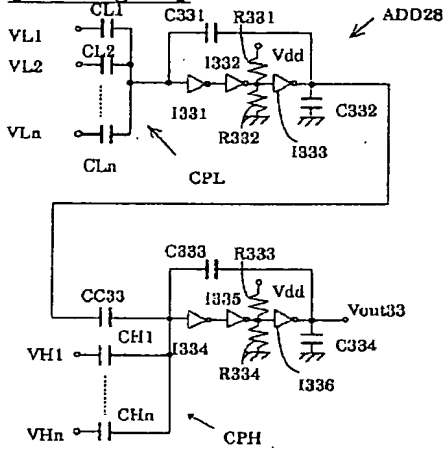 CL1
C331
R331
ADD28
VL1
CL2
I332
Vdd
VL2
I331
C332
VLn
R332
I333
CLn
CPL
C333
R333
I335
Vdd
CC33
Vout33
CH1
I334
C334
VH1
R334
I336
CHn
VHn
CPH